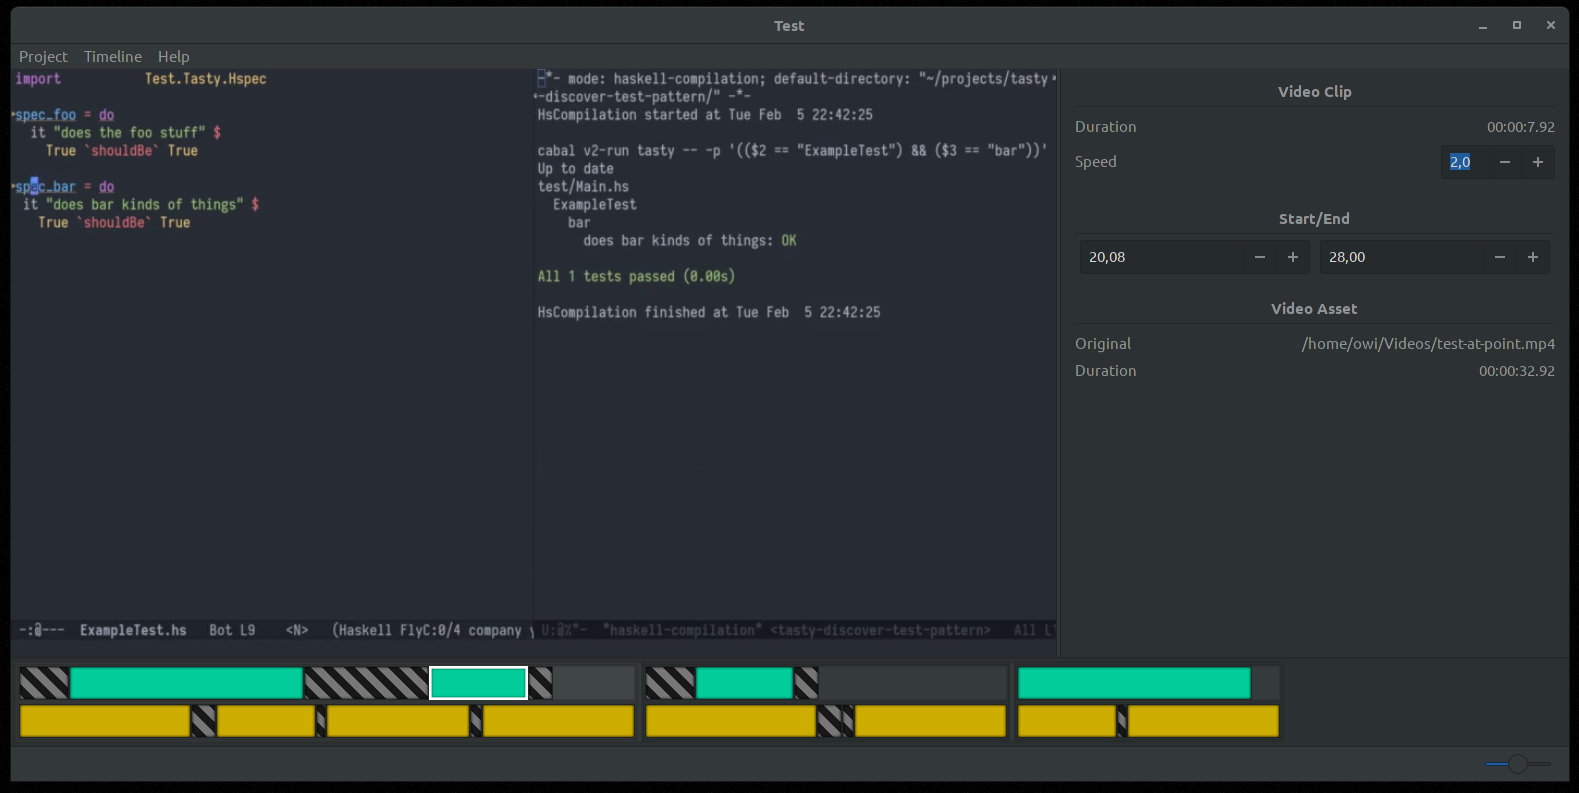 Test
Project Timeline Help
import Test.Tasty.Hspec
spec_foo = do
it "does the foo stuff" $
True `shouldBe` True
spec_bar = do
it "does bar kinds of things" $
True `shouldBe` True
-:@--- ExampleTest.hs Bot L9 <N> (Haskell FlyC:0/4 company y
-*- mode: haskell-compilation; default-directory: "~/projects/tasty
-discover-test-pattern/" -*-
HsCompilation started at Tue Feb 5 22:42:25
cabal v2-run tasty -- -p '(($2 == "ExampleTest") && ($3 == "bar"))'
Up to date
test/Main.hs
ExampleTest
bar
does bar kinds of things: OK
All 1 tests passed (0.00s)
HsCompilation finished at Tue Feb 5 22:42:25
U:@%*- *haskell-compilation* <tasty-discover-test-pattern> All L1
Video Clip
Duration 00:00:7.92
Speed 2,0
Start/End
20,08 28,00
Video Asset
Original /home/owi/Videos/test-at-point.mp4
Duration 00:00:32.92